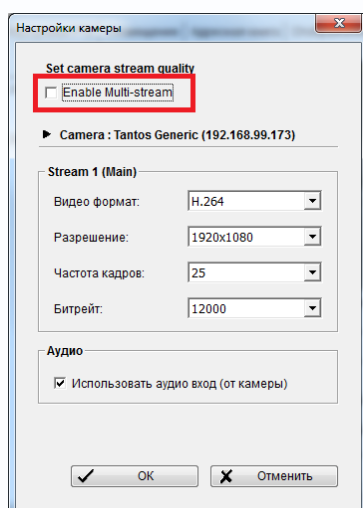 Настройки камеры
Set camera stream quality
Enable Multi-stream
Camera : Tantos Generic (192.168.99.173)
Stream 1 (Main)
Видео формат: H.264
Разрешение: 1920x1080
Частота кадров: 25
Битрейт: 12000
Аудио
Использовать аудио вход (от камеры)
OK Отменить